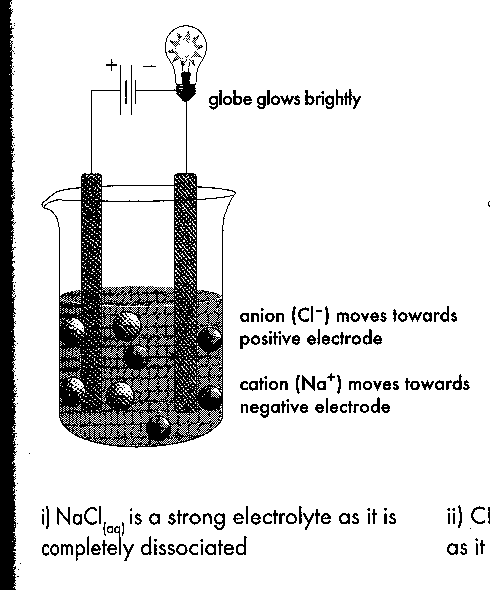 + −
globe glows brightly
anion (Cl⁻) moves towards
positive electrode
cation (Na⁺) moves towards
negative electrode
i) NaCl(aq) is a strong electrolyte as it is
completely dissociated
ii) Cl
as it